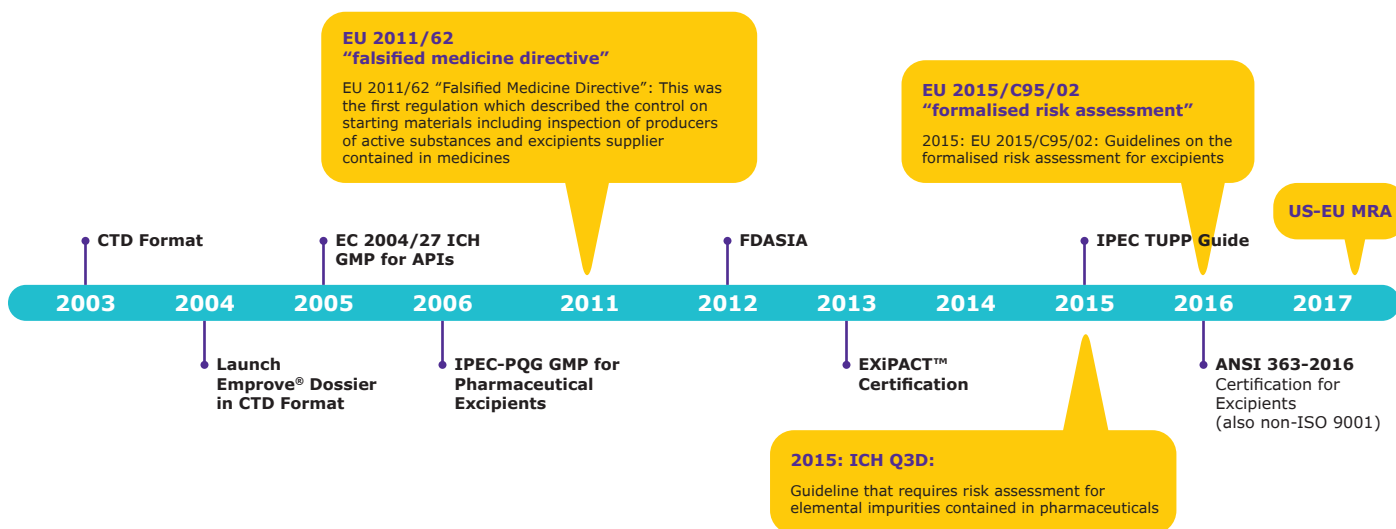 EU 2011/62
“falsified medicine directive”
EU 2011/62 “Falsified Medicine Directive”: This was
the first regulation which described the control on
starting materials including inspection of producers
of active substances and excipients supplier
contained in medicines
EU 2015/C95/02
“formalised risk assessment”
2015: EU 2015/C95/02: Guidelines on the
formalised risk assessment for excipients
US-EU MRA
CTD Format
EC 2004/27 ICH
GMP for APIs
FDASIA
IPEC TUPP Guide
2003 2004 2005 2006 2011 2012 2013 2014 2015 2016 2017
Launch
Emprove® Dossier
in CTD Format
IPEC-PQG GMP for
Pharmaceutical
Excipients
EXiPACT™
Certification
ANSI 363-2016
Certification for
Excipients
(also non-ISO 9001)
2015: ICH Q3D:
Guideline that requires risk assessment for
elemental impurities contained in pharmaceuticals